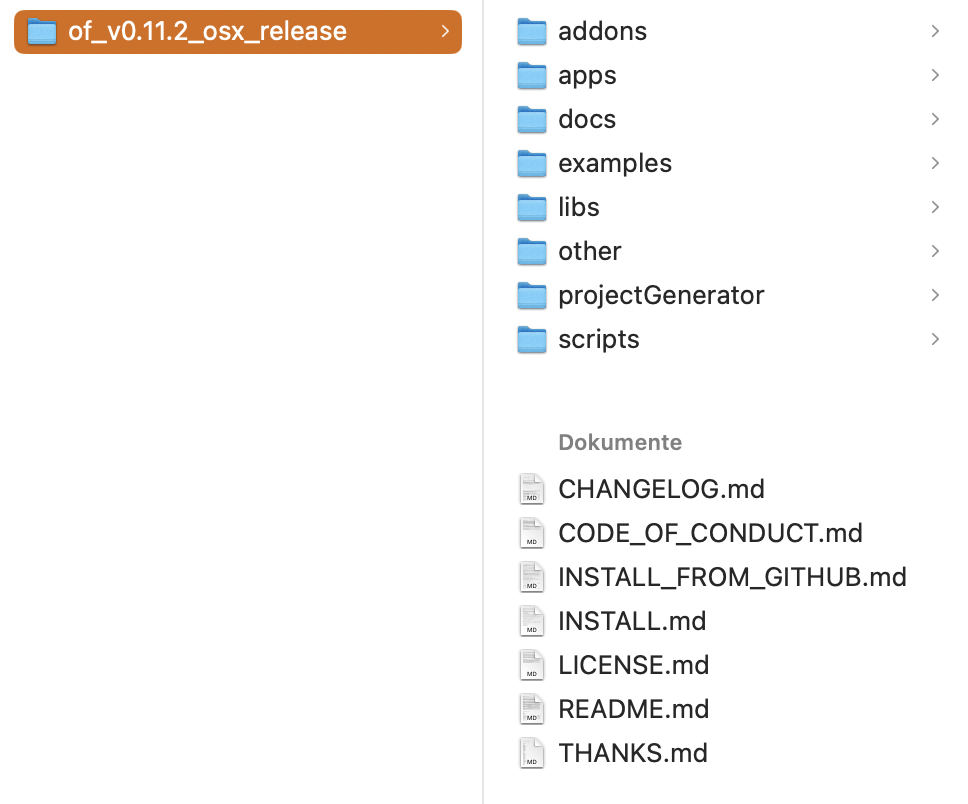 of_v0.11.2_osx_release
addons
apps
docs
examples
libs
other
projectGenerator
scripts
Dokumente
CHANGELOG.md
CODE_OF_CONDUCT.md
INSTALL_FROM_GITHUB.md
INSTALL.md
LICENSE.md
README.md
THANKS.md
MD
MD
MD
MD
MD
MD
MD